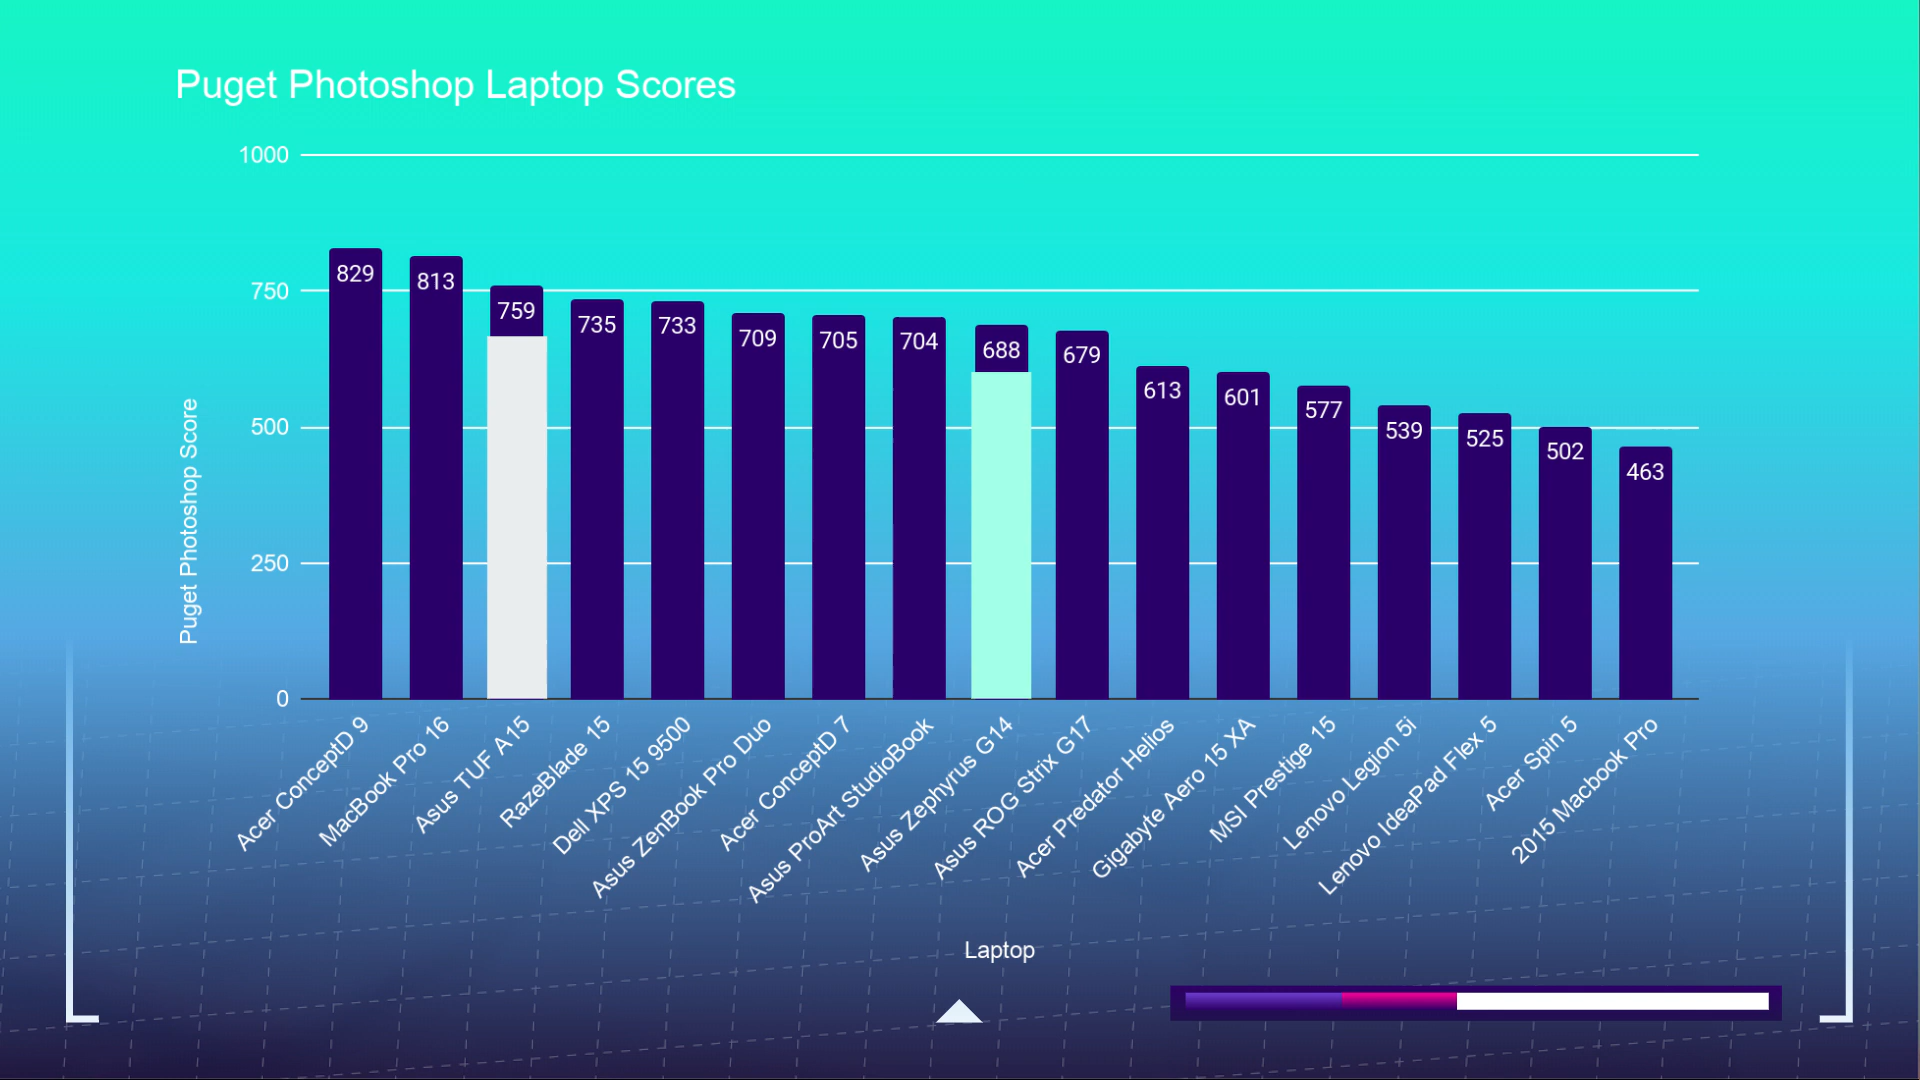 Puget Photoshop Laptop Scores
1000
750
500
250
0
Puget Photoshop Score
829
813
759
735
733
709
705
704
688
679
613
601
577
539
525
502
463
Acer ConceptD 9
MacBook Pro 16
Asus TUF A15
RazeBlade 15
Dell XPS 15 9500
Asus ZenBook Pro Duo
Acer ConceptD 7
Asus ProArt StudioBook
Asus Zephyrus G14
Asus ROG Strix G17
Acer Predator Helios
Gigabyte Aero 15 XA
MSI Prestige 15
Lenovo Legion 5i
Lenovo IdeaPad Flex 5
Acer Spin 5
2015 Macbook Pro
Laptop